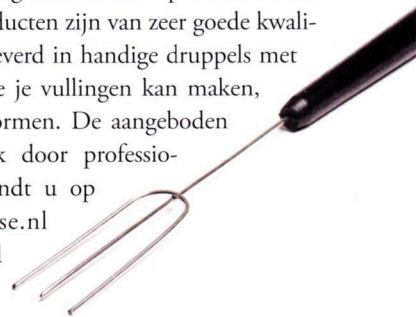 ducten zijn van zeer goede kwali-
everd in handige druppels met
e je vullingen kan maken,
ormen. De aangeboden
k door professio-
ndt u op
se.nl